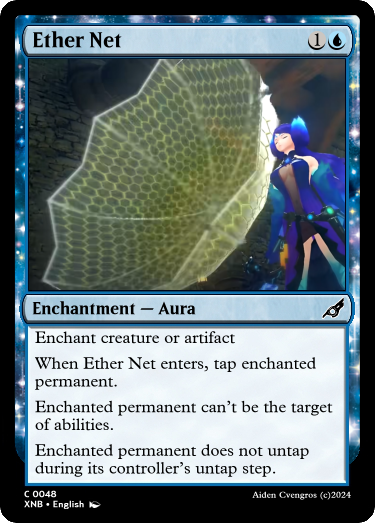 Ether Net
1
Enchantment — Aura
Enchant creature or artifact
When Ether Net enters, tap enchanted
permanent.
Enchanted permanent can't be the target
of abilities.
Enchanted permanent does not untap
during its controller's untap step.
C 0048
XNB • English
Aiden Cvengros (c)2024